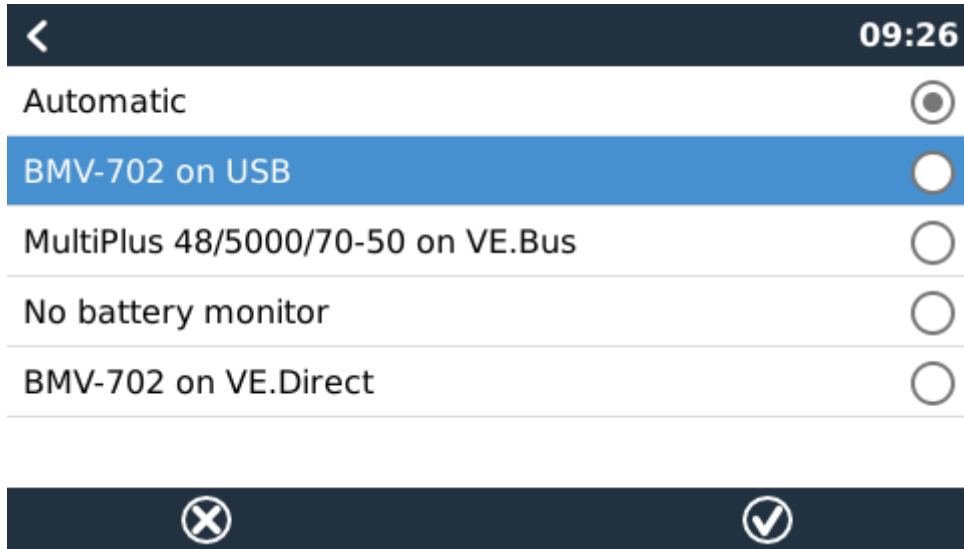 09:26
Automatic
BMV-702 on USB
MultiPlus 48/5000/70-50 on VE.Bus
No battery monitor
BMV-702 on VE.Direct